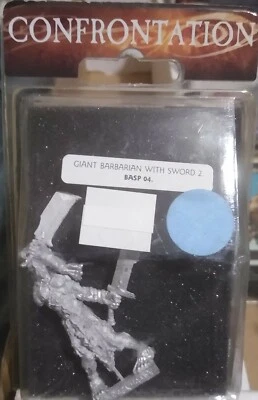 CONFRONTATION
GIANT BARBARIAN WITH SWORD 2.
BASP 04.